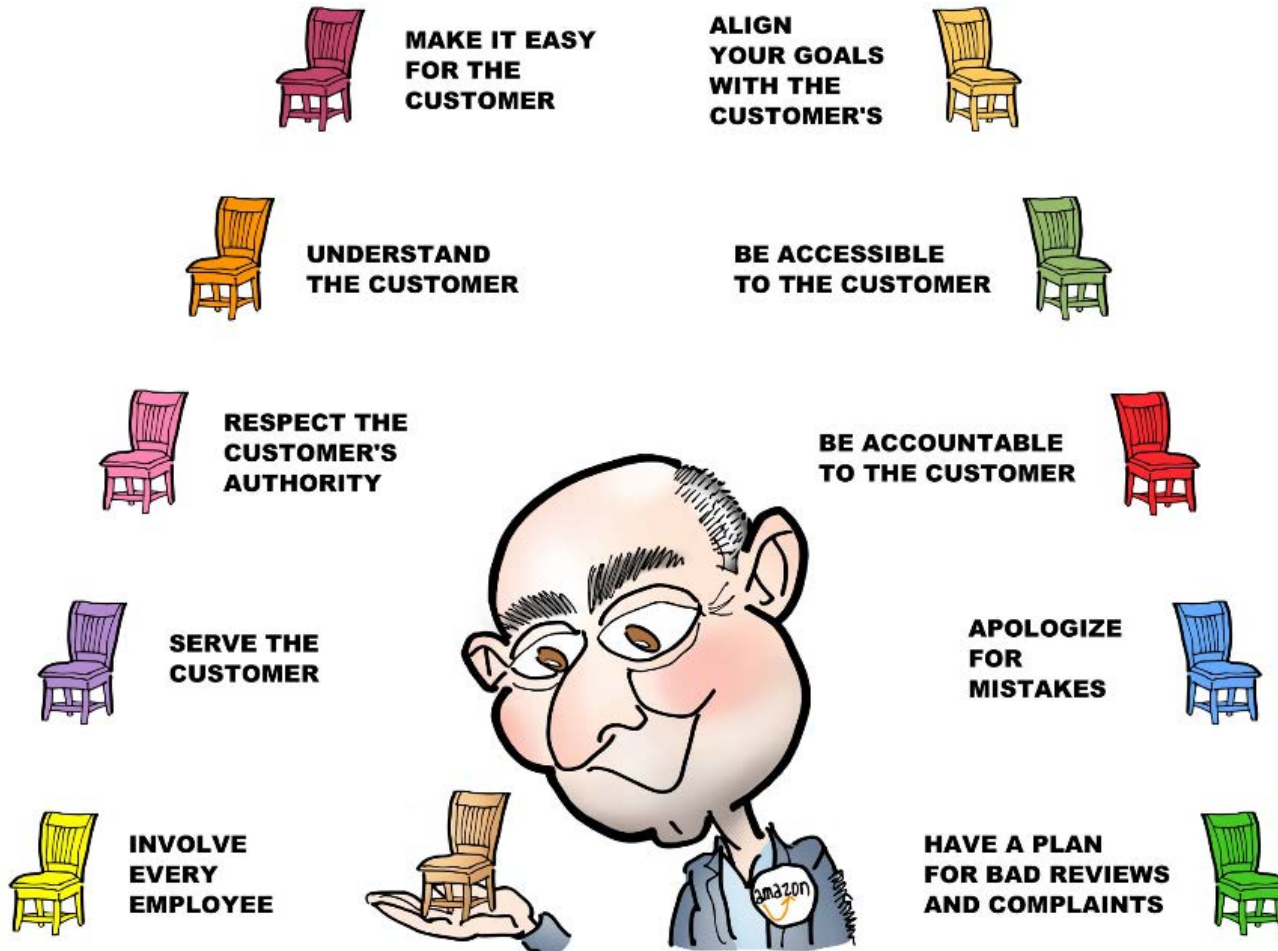 MAKE IT EASY
FOR THE
CUSTOMER
ALIGN
YOUR GOALS
WITH THE
CUSTOMER'S
UNDERSTAND
THE CUSTOMER
BE ACCESSIBLE
TO THE CUSTOMER
RESPECT THE
CUSTOMER'S
AUTHORITY
BE ACCOUNTABLE
TO THE CUSTOMER
SERVE THE
CUSTOMER
APOLOGIZE
FOR
MISTAKES
INVOLVE
EVERY
EMPLOYEE
HAVE A PLAN
FOR BAD REVIEWS
AND COMPLAINTS
amazon